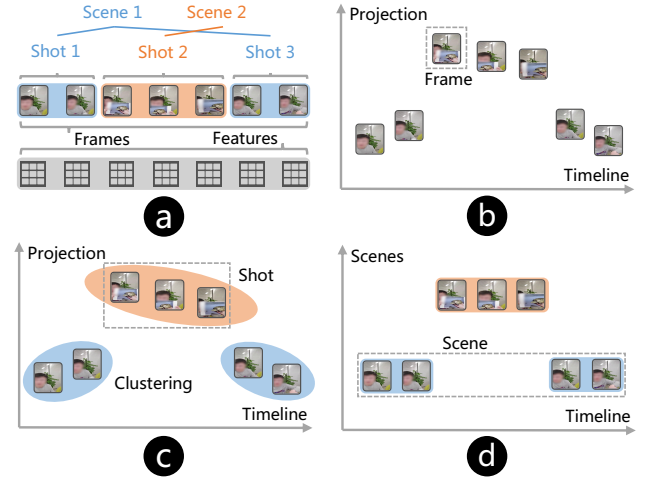 Scene 1 Scene 2
Shot 1 Shot 2 Shot 3
Frames Features
a
Projection
Frame
Timeline
b
Projection
Shot
Clustering
Timeline
c
Scenes
Scene
Timeline
d